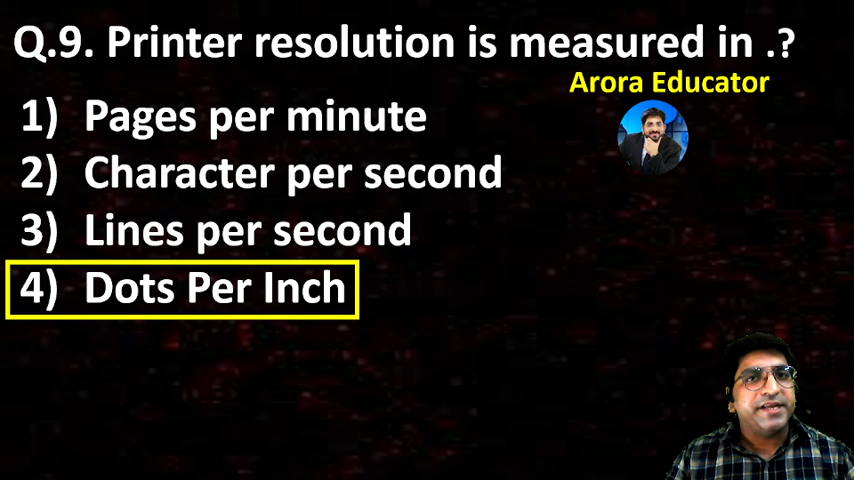 Q.9. Printer resolution is measured in .?
Arora Educator
1) Pages per minute
2) Character per second
3) Lines per second
4) Dots Per Inch